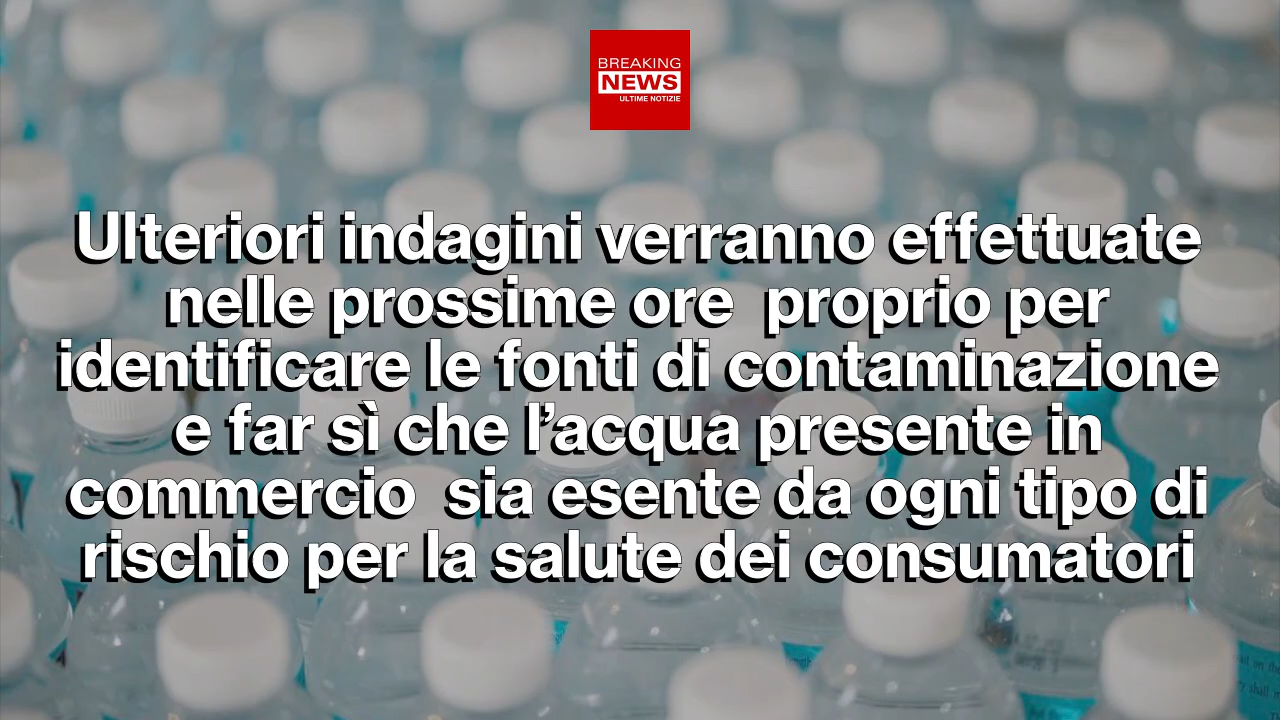 BREAKING
NEWS
ULTIME NOTIZIE
Ulteriori indagini verranno effettuate
nelle prossime ore  proprio per
identificare le fonti di contaminazione
e far sì che l’acqua presente in
commercio  sia esente da ogni tipo di
rischio per la salute dei consumatori